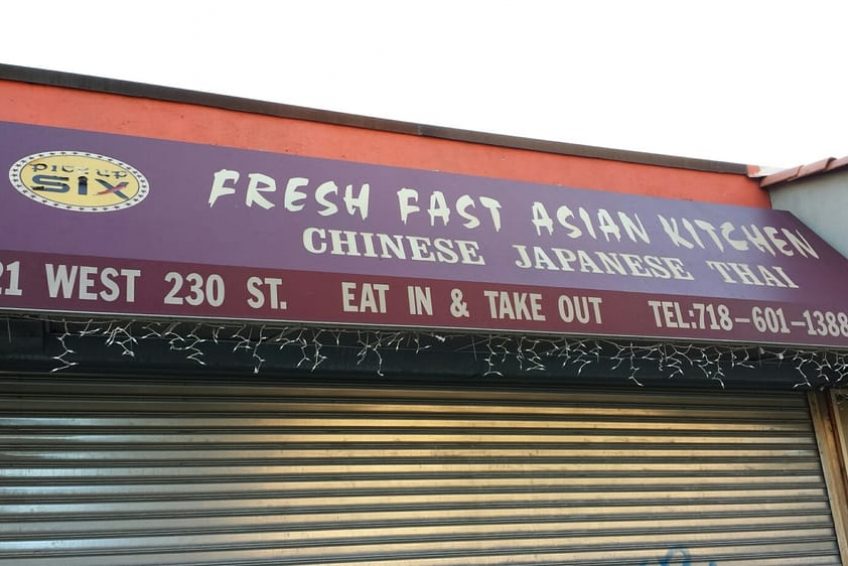 PICK UP
SIX
FRESH FAST ASIAN KITCHEN
CHINESE JAPANESE THAI
21 WEST 230 ST. EAT IN & TAKE OUT TEL:718-601-1388